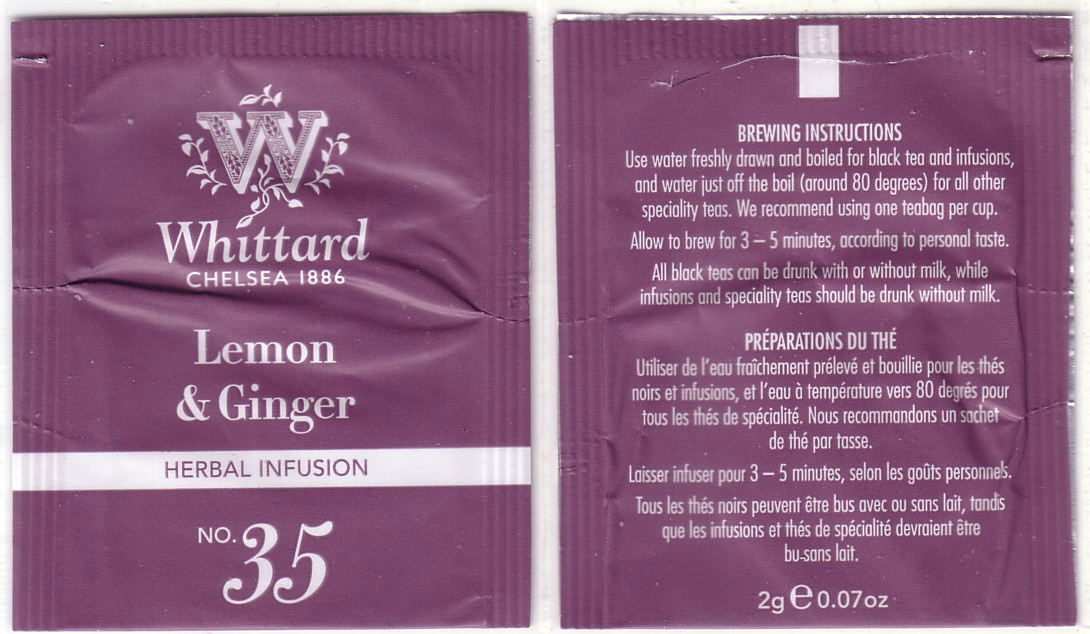 W
Whittard
CHELSEA 1886
Lemon
& Ginger
HERBAL INFUSION
NO. 35
BREWING INSTRUCTIONS
Use water freshly drawn and boiled for black tea and infusions,
and water just off the boil (around 80 degrees) for all other
speciality teas. We recommend using one teabag per cup.
Allow to brew for 3 – 5 minutes, according to personal taste.
All black teas can be drunk with or without milk, while
infusions and speciality teas should be drunk without milk.
PRÉPARATIONS DU THÉ
Utiliser de l'eau fraîchement prélevé et bouillie pour les thés
noirs et infusions, et l'eau à température vers 80 degrés pour
tous les thés de spécialité. Nous recommandons un sachet
de thé par tasse.
Laisser infuser pour 3 – 5 minutes, selon les goûts personnels.
Tous les thés noirs peuvent être bus avec ou sans lait, tandis
que les infusions et thés de spécialité devraient être
bu-sans lait.
2g ℮ 0.07oz